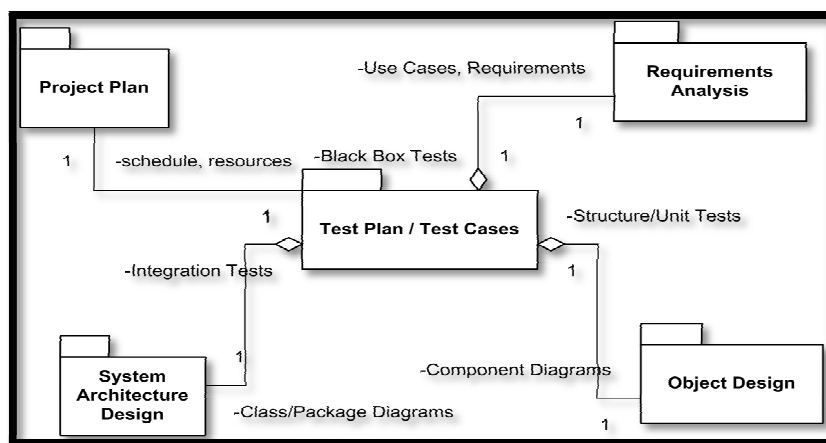 Project Plan
-Use Cases, Requirements
Requirements
Analysis
1
1
-schedule, resources
-Black Box Tests
1
1
Test Plan / Test Cases
-Structure/Unit Tests
-Integration Tests
1
1
System
Architecture
Design
-Class/Package Diagrams
-Component Diagrams
Object Design
1